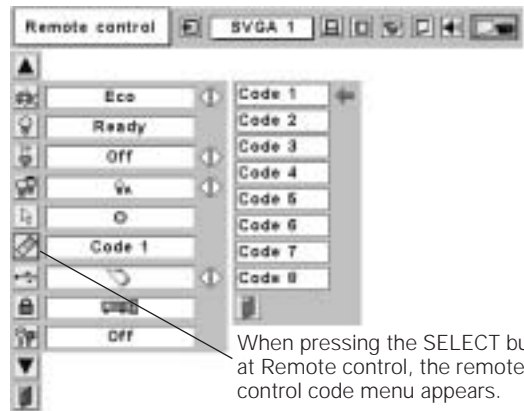 Remote control
SVGA 1
Eco
Ready
Off
Code 1
Off
Code 1
Code 2
Code 3
Code 4
Code 5
Code 6
Code 7
Code 8
When pressing the SELECT bu
at Remote control, the remote
control code menu appears.